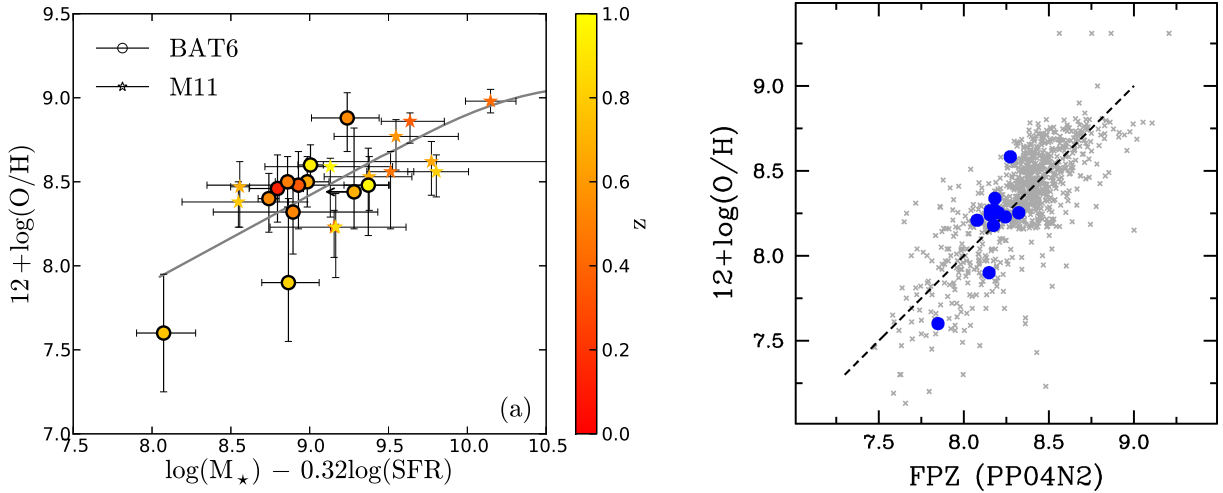 9.5
9.0
8.5
8.0
7.5
7.0
12+log(O/H)
BAT6
M11
(a)
7.5 8.0 8.5 9.0 9.5 10.0 10.5
log(M⋆) − 0.32log(SFR)
1.0
0.8
0.6
0.4
0.2
0.0
z
9.0
8.5
8.0
7.5
12+log(O/H)
7.5 8.0 8.5 9.0
FPZ (PP04N2)